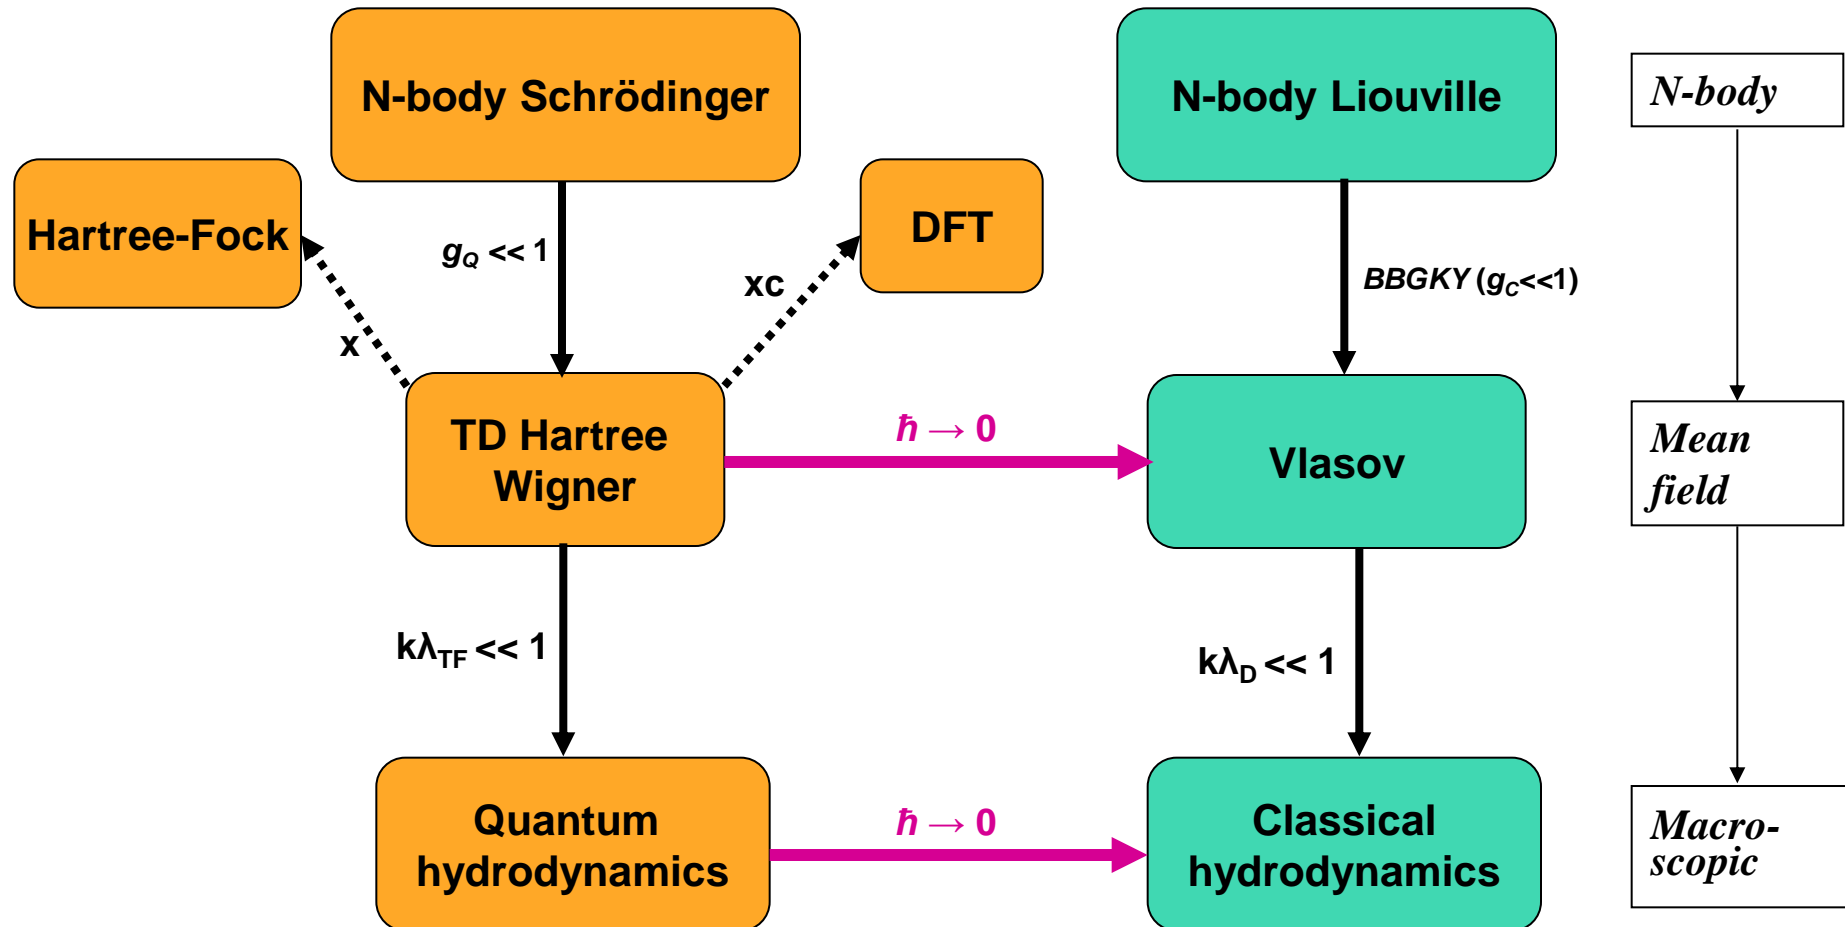 N-body Schrödinger
N-body Liouville
N-body
Hartree-Fock
DFT
g_Q << 1
xc
BBGKY (g_C<<1)
x
TD Hartree
Wigner
ħ → 0
Vlasov
Mean
field
kλ_TF << 1
kλ_D << 1
Quantum
hydrodynamics
ħ → 0
Classical
hydrodynamics
Macro-
scopic